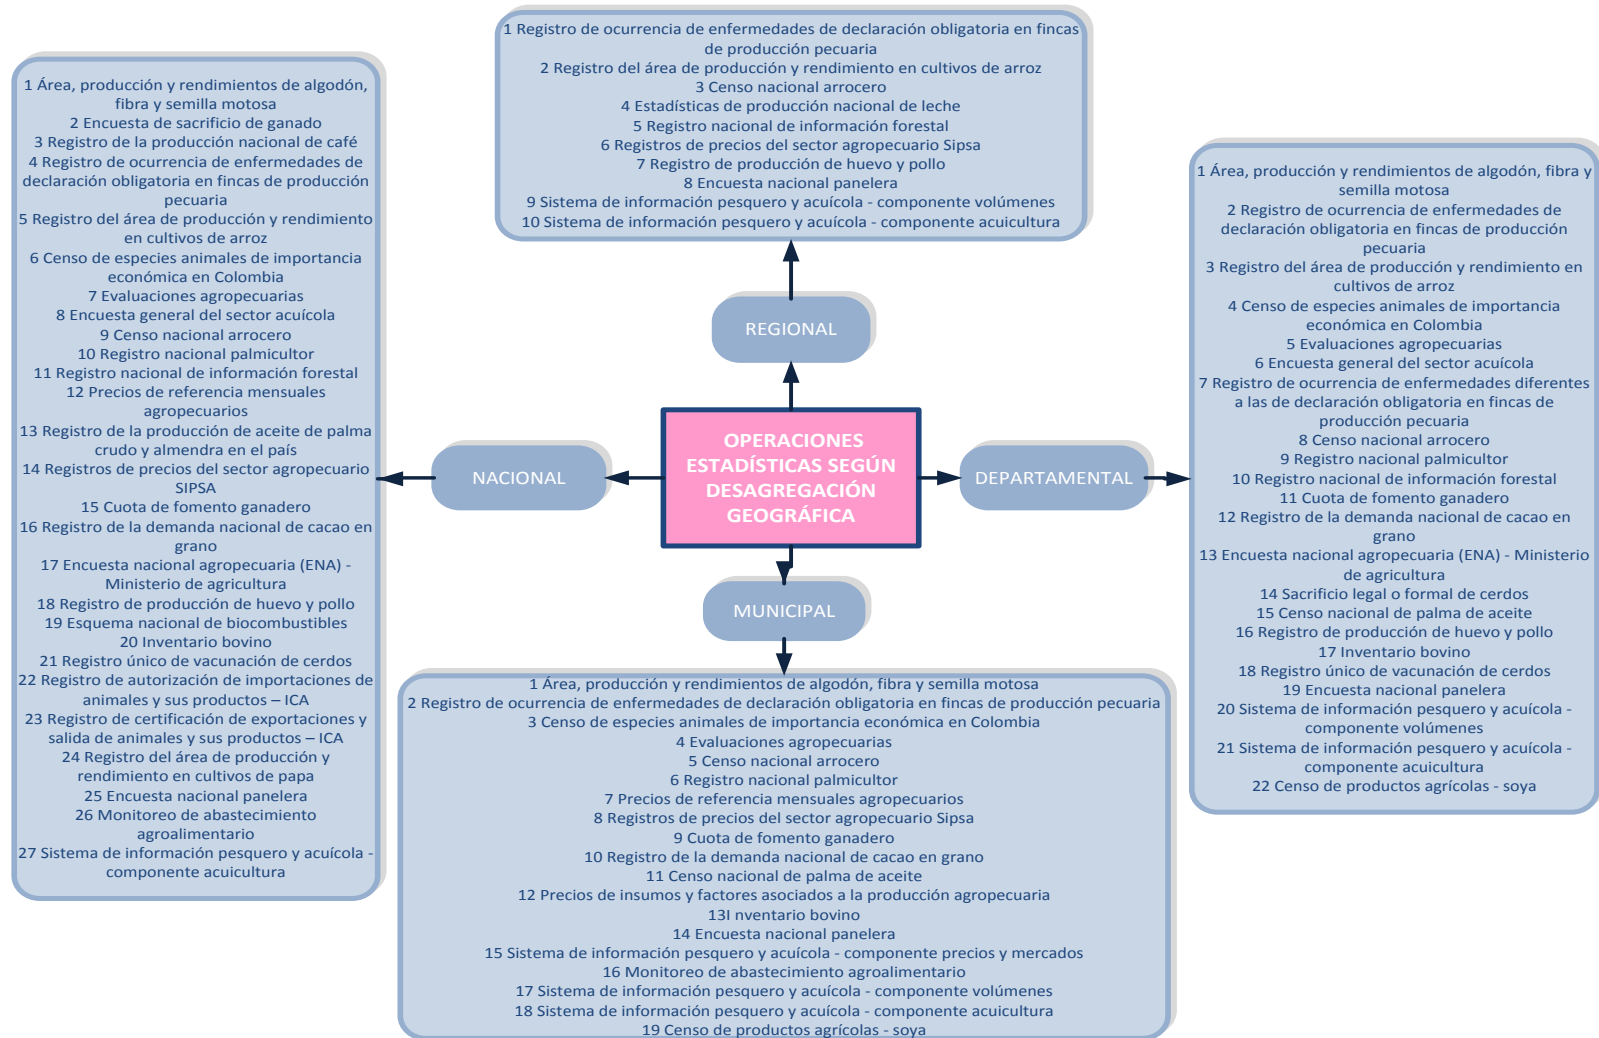 1 Registro de ocurrencia de enfermedades de declaración obligatoria en fincas
de producción pecuaria
2 Registro del área de producción y rendimiento en cultivos de arroz
3 Censo nacional arrocero
4 Estadísticas de producción nacional de leche
5 Registro nacional de información forestal
6 Registros de precios del sector agropecuario Sipsa
7 Registro de producción de huevo y pollo
8 Encuesta nacional panelera
9 Sistema de información pesquero y acuícola - componente volúmenes
10 Sistema de información pesquero y acuícola - componente acuicultura
1 Área, producción y rendimientos de algodón,
fibra y semilla motosa
2 Encuesta de sacrificio de ganado
3 Registro de la producción nacional de café
4 Registro de ocurrencia de enfermedades de
declaración obligatoria en fincas de producción
pecuaria
5 Registro del área de producción y rendimiento
en cultivos de arroz
6 Censo de especies animales de importancia
económica en Colombia
7 Evaluaciones agropecuarias
8 Encuesta general del sector acuícola
9 Censo nacional arrocero
10 Registro nacional palmicultor
11 Registro nacional de información forestal
12 Precios de referencia mensuales
agropecuarios
13 Registro de la producción de aceite de palma
crudo y almendra en el país
14 Registros de precios del sector agropecuario
SIPSA
15 Cuota de fomento ganadero
16 Registro de la demanda nacional de cacao en
grano
17 Encuesta nacional agropecuaria (ENA) -
Ministerio de agricultura
18 Registro de producción de huevo y pollo
19 Esquema nacional de biocombustibles
20 Inventario bovino
21 Registro único de vacunación de cerdos
22 Registro de autorización de importaciones de
animales y sus productos – ICA
23 Registro de certificación de exportaciones y
salida de animales y sus productos – ICA
24 Registro del área de producción y
rendimiento en cultivos de papa
25 Encuesta nacional panelera
26 Monitoreo de abastecimiento
agroalimentario
27 Sistema de información pesquero y acuícola -
componente acuicultura
REGIONAL
NACIONAL
OPERACIONES
ESTADÍSTICAS SEGÚN
DESAGREGACIÓN
GEOGRÁFICA
DEPARTAMENTAL
MUNICIPAL
1 Área, producción y rendimientos de algodón, fibra y
semilla motosa
2 Registro de ocurrencia de enfermedades de
declaración obligatoria en fincas de producción
pecuaria
3 Registro del área de producción y rendimiento en
cultivos de arroz
4 Censo de especies animales de importancia
económica en Colombia
5 Evaluaciones agropecuarias
6 Encuesta general del sector acuícola
7 Registro de ocurrencia de enfermedades diferentes
a las de declaración obligatoria en fincas de
producción pecuaria
8 Censo nacional arrocero
9 Registro nacional palmicultor
10 Registro nacional de información forestal
11 Cuota de fomento ganadero
12 Registro de la demanda nacional de cacao en
grano
13 Encuesta nacional agropecuaria (ENA) - Ministerio
de agricultura
14 Sacrificio legal o formal de cerdos
15 Censo nacional de palma de aceite
16 Registro de producción de huevo y pollo
17 Inventario bovino
18 Registro único de vacunación de cerdos
19 Encuesta nacional panelera
20 Sistema de información pesquero y acuícola -
componente volúmenes
21 Sistema de información pesquero y acuícola -
componente acuicultura
22 Censo de productos agrícolas - soya
1 Área, producción y rendimientos de algodón, fibra y semilla motosa
2 Registro de ocurrencia de enfermedades de declaración obligatoria en fincas de producción pecuaria
3 Censo de especies animales de importancia económica en Colombia
4 Evaluaciones agropecuarias
5 Censo nacional arrocero
6 Registro nacional palmicultor
7 Precios de referencia mensuales agropecuarios
8 Registros de precios del sector agropecuario Sipsa
9 Cuota de fomento ganadero
10 Registro de la demanda nacional de cacao en grano
11 Censo nacional de palma de aceite
12 Precios de insumos y factores asociados a la producción agropecuaria
13I nventario bovino
14 Encuesta nacional panelera
15 Sistema de información pesquero y acuícola - componente precios y mercados
16 Monitoreo de abastecimiento agroalimentario
17 Sistema de información pesquero y acuícola - componente volúmenes
18 Sistema de información pesquero y acuícola - componente acuicultura
19 Censo de productos agrícolas - soya